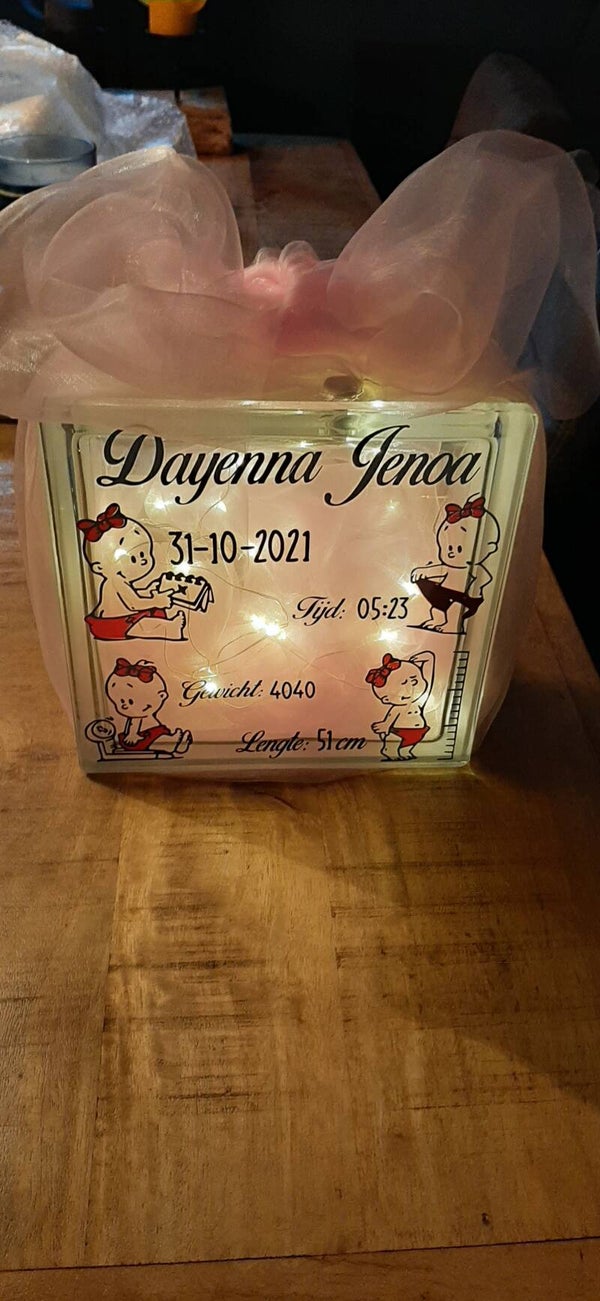 Dayenna Jenoa
31-10-2021
Tijd: 05:23
Gewicht: 4040
Lengte: 51 cm